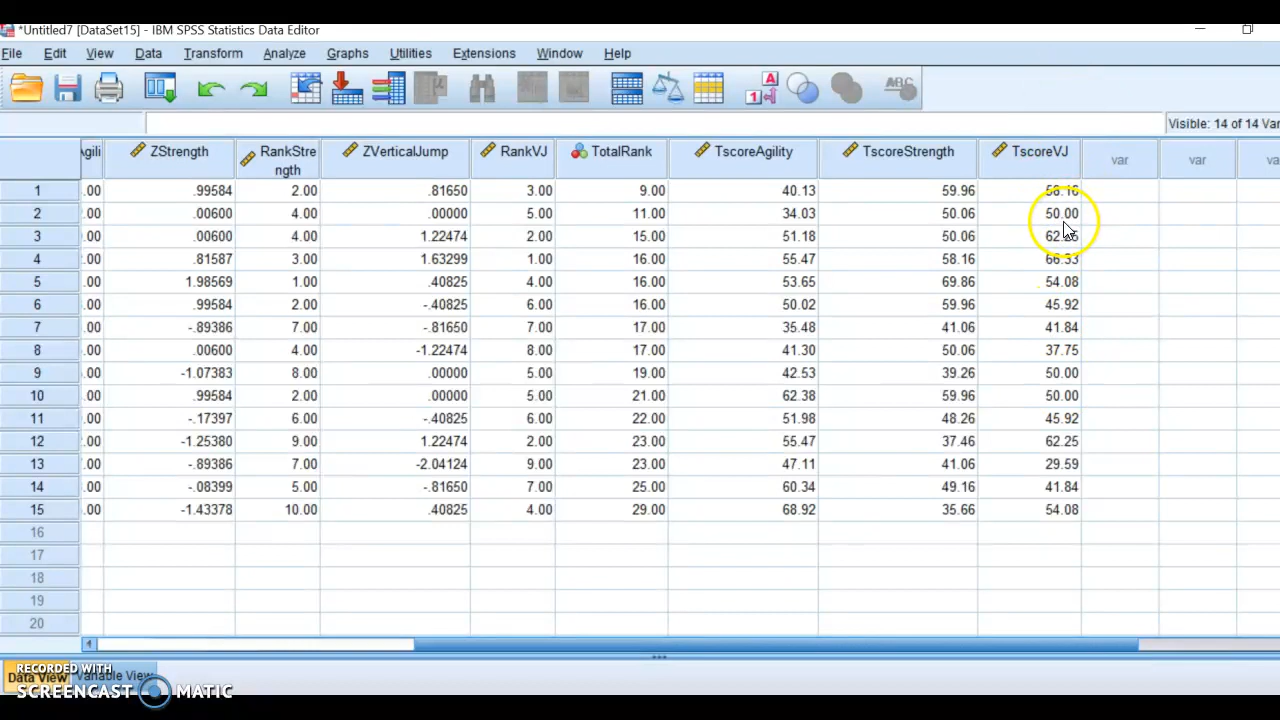 *Untitled7 [DataSet15] - IBM SPSS Statistics Data Editor
File Edit View Data Transform Analyze Graphs Utilities Extensions Window Help
A
1
ABC
Visible: 14 of 14 Var
Agili ZStrength RankStre ngth ZVerticalJump RankVJ TotalRank TscoreAgility TscoreStrength TscoreVJ var var va
1 .00 .99584 2.00 .81650 3.00 9.00 40.13 59.96 58.16
2 .00 .00600 4.00 .00000 5.00 11.00 34.03 50.06 50.00
3 .00 .00600 4.00 1.22474 2.00 15.00 51.18 50.06
4 .00 .81587 3.00 1.63299 1.00 16.00 55.47 58.16 66.33
5 .00 1.98569 1.00 .40825 4.00 16.00 53.65 69.86 54.08
6 .00 .99584 2.00 -.40825 6.00 16.00 50.02 59.96 45.92
7 .00 -.89386 7.00 -.81650 7.00 17.00 35.48 41.06 41.84
8 .00 .00600 4.00 -1.22474 8.00 17.00 41.30 50.06 37.75
9 .00 -1.07383 8.00 .00000 5.00 19.00 42.53 39.26 50.00
10 .00 .99584 2.00 .00000 5.00 21.00 62.38 59.96 50.00
11 .00 -.17397 6.00 -.40825 6.00 22.00 51.98 48.26 45.92
12 .00 -1.25380 9.00 1.22474 2.00 23.00 55.47 37.46 62.25
13 .00 -.89386 7.00 -2.04124 9.00 23.00 47.11 41.06 29.59
14 .00 -.08399 5.00 -.81650 7.00 25.00 60.34 49.16 41.84
15 .00 -1.43378 10.00 .40825 4.00 29.00 68.92 35.66 54.08
16
17
18
19
20
Data View Variable View
RECORDED WITH
SCREENCAST MATIC